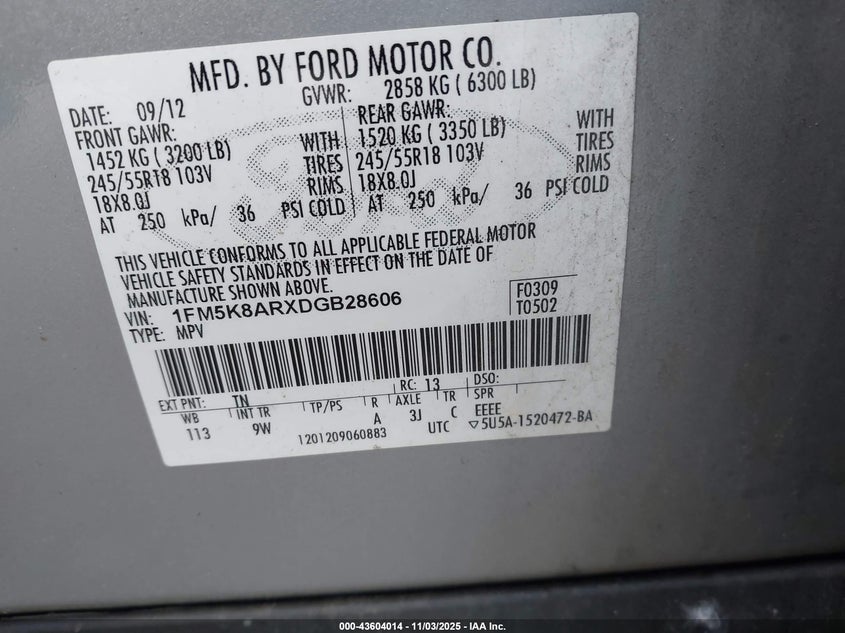 MFD. BY FORD MOTOR CO.
DATE: 09/12 GVWR: 2858 KG ( 6300 LB)
FRONT GAWR: REAR GAWR:
1452 KG ( 3200 LB) WITH 1520 KG ( 3350 LB) WITH
245/55R18 103V TIRES 245/55R18 103V TIRES
18X8.0J RIMS 18X8.0J RIMS
AT 250 kPa/ 36 PSI COLD AT 250 kPa/ 36 PSI COLD
THIS VEHICLE CONFORMS TO ALL APPLICABLE FEDERAL MOTOR
VEHICLE SAFETY STANDARDS IN EFFECT ON THE DATE OF
MANUFACTURE SHOWN ABOVE.
VIN: 1FM5K8ARXDGB28606 F0309
TYPE: MPV T0502
EXT PNT: TN RC: 13 DSO:
WB INT TR TP/PS R AXLE TR SPR
113 9W A 3J C EEEE
1201209060883 UTC ▽5U5A-1520472-BA
000-43604014 - 11/03/2025 - IAA Inc.